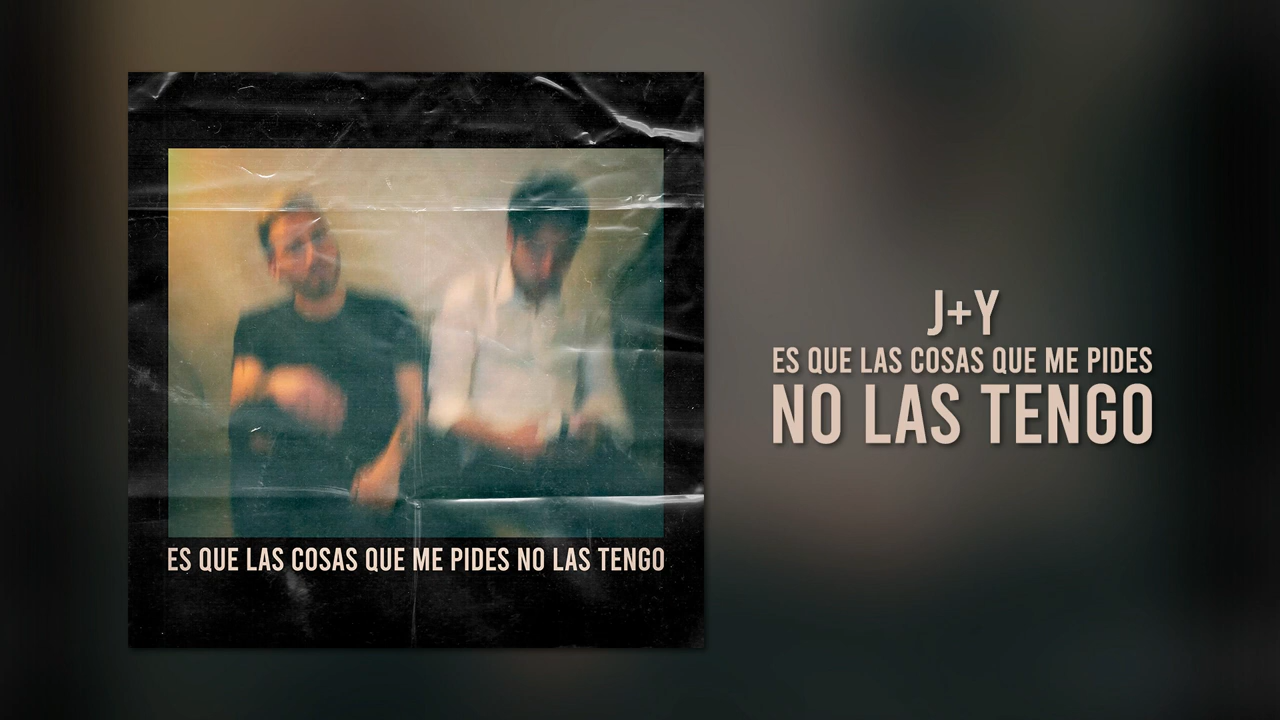 ES QUE LAS COSAS QUE ME PIDES NO LAS TENGO
J+Y
ES QUE LAS COSAS QUE ME PIDES
NO LAS TENGO